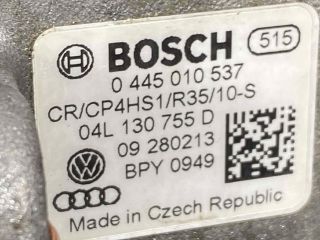 BOSCH 515
0 445 010 537
CR/CP4HS1/R35/10-S
04L 130 755 D
09 280213
BPY 0949
Made in Czech Republic